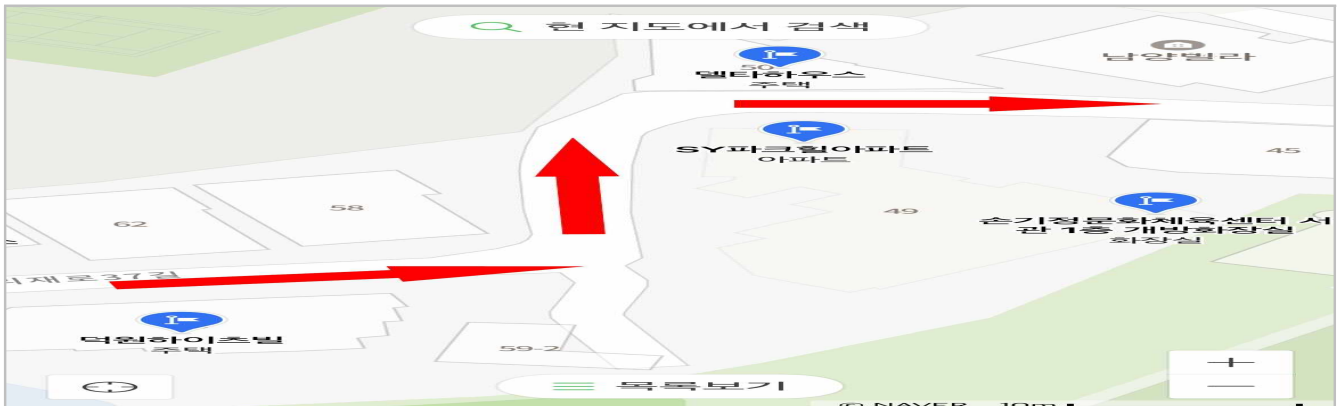 현 지도에서 검색
50
델타하우스
주택
남양빌라
SY파크힐아파트
아파트
45
62
58
49
손기정문화체육센터 서
관 1층 개방화장실
화장실
리재로37길
덕원하이츠빌
주택
59-2
목록보기
© NAVER
10m